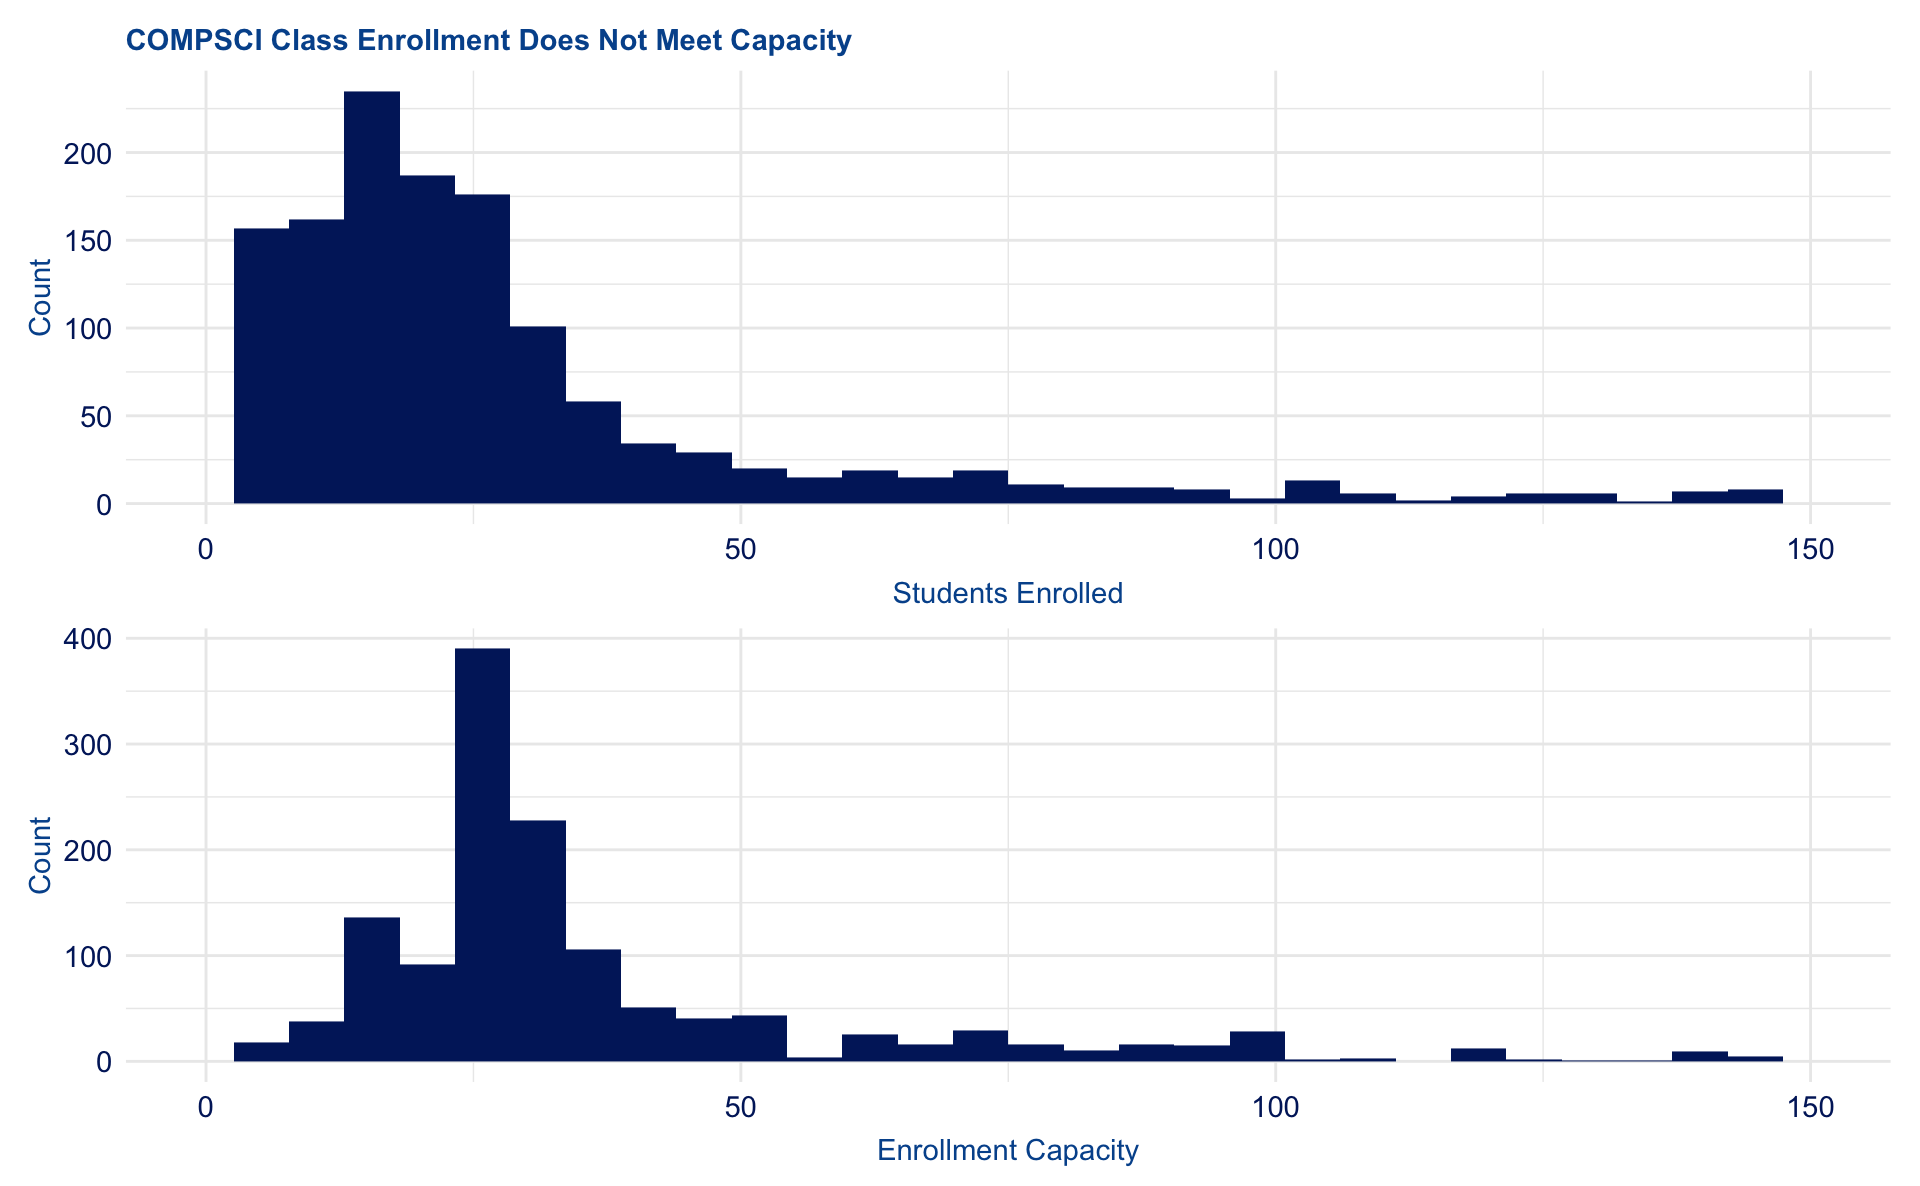 COMPSCI Class Enrollment Does Not Meet Capacity
200
150
100
50
0
Count
0 50 100 150
Students Enrolled
400
300
200
100
0
Count
0 50 100 150
Enrollment Capacity